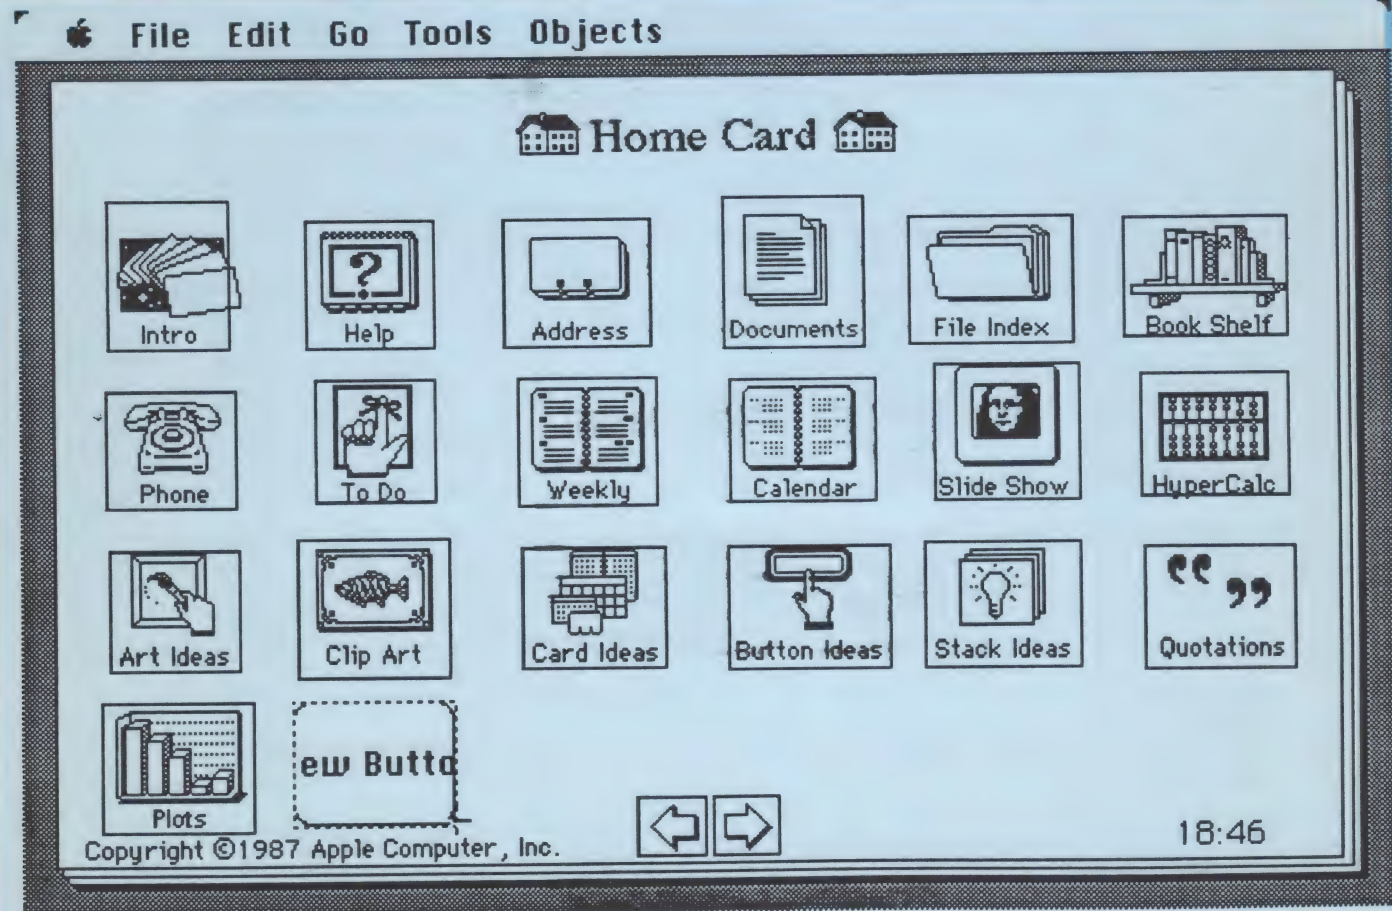 File Edit Go Tools Objects
Home Card
Intro Help Address Documents File Index Book Shelf
Phone To Do Weekly Calendar Slide Show HyperCalc
Art Ideas Clip Art Card Ideas Button Ideas Stack Ideas Quotations
ew Butto
Plots
18:46
Copyright ©1987 Apple Computer, Inc.